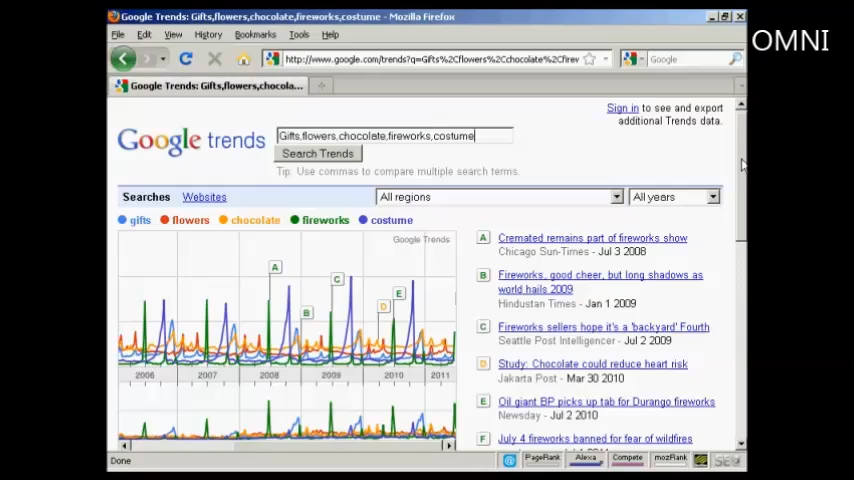 Google Trends: Gifts,flowers,chocolate,fireworks,costume - Mozilla Firefox
OMNI
File Edit View History Bookmarks Tools Help
http://www.google.com/trends?q=Gifts%2Cflowers%2Cchocolate%2Cfirev
Google
Google Trends: Gifts,flowers,chocola...
Sign in to see and export
additional Trends data.
Google trends
Gifts,flowers,chocolate,fireworks,costume
Search Trends
Tip: Use commas to compare multiple search terms.
Searches Websites All regions All years
gifts flowers chocolate fireworks costume
Google Trends
A
B
C
D
E
2006 2007 2008 2009 2010 2011
A Cremated remains part of fireworks show
Chicago Sun-Times - Jul 3 2008
B Fireworks, good cheer, but long shadows as
world hails 2009
Hindustan Times - Jan 1 2009
C Fireworks sellers hope it's a 'backyard' Fourth
Seattle Post Intelligencer - Jul 2 2009
D Study: Chocolate could reduce heart risk
Jakarta Post - Mar 30 2010
E Oil giant BP picks up tab for Durango fireworks
Newsday - Jul 2 2010
F July 4 fireworks banned for fear of wildfires
Done
PageRank Alexa Compete mozRank